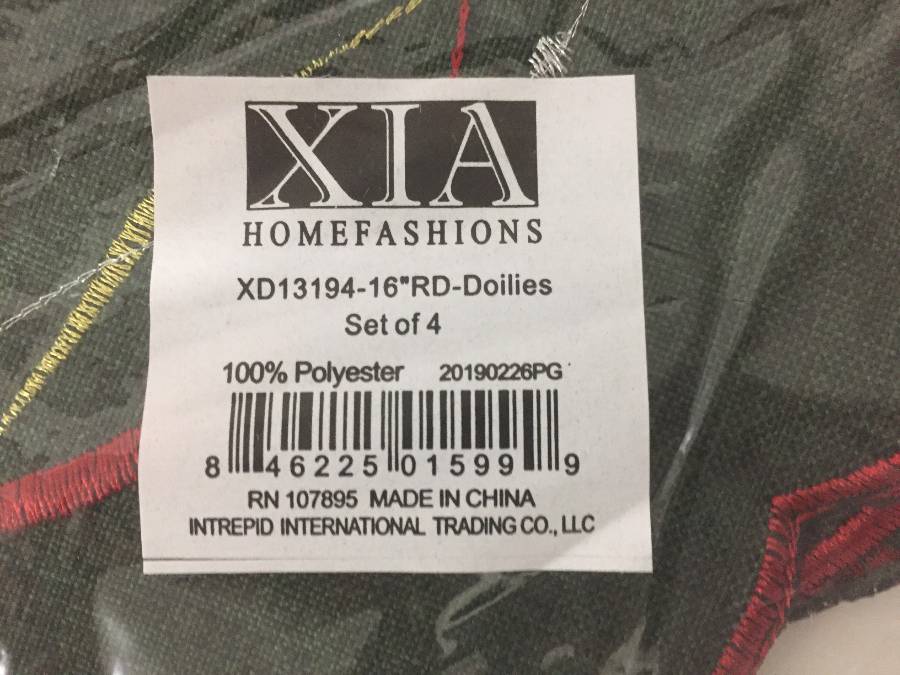 XIA
HOMEFASHIONS
XD13194-16"RD-Doilies
Set of 4
100% Polyester 20190226PG
8 46225 01599 9
RN 107895 MADE IN CHINA
INTREPID INTERNATIONAL TRADING CO., LLC